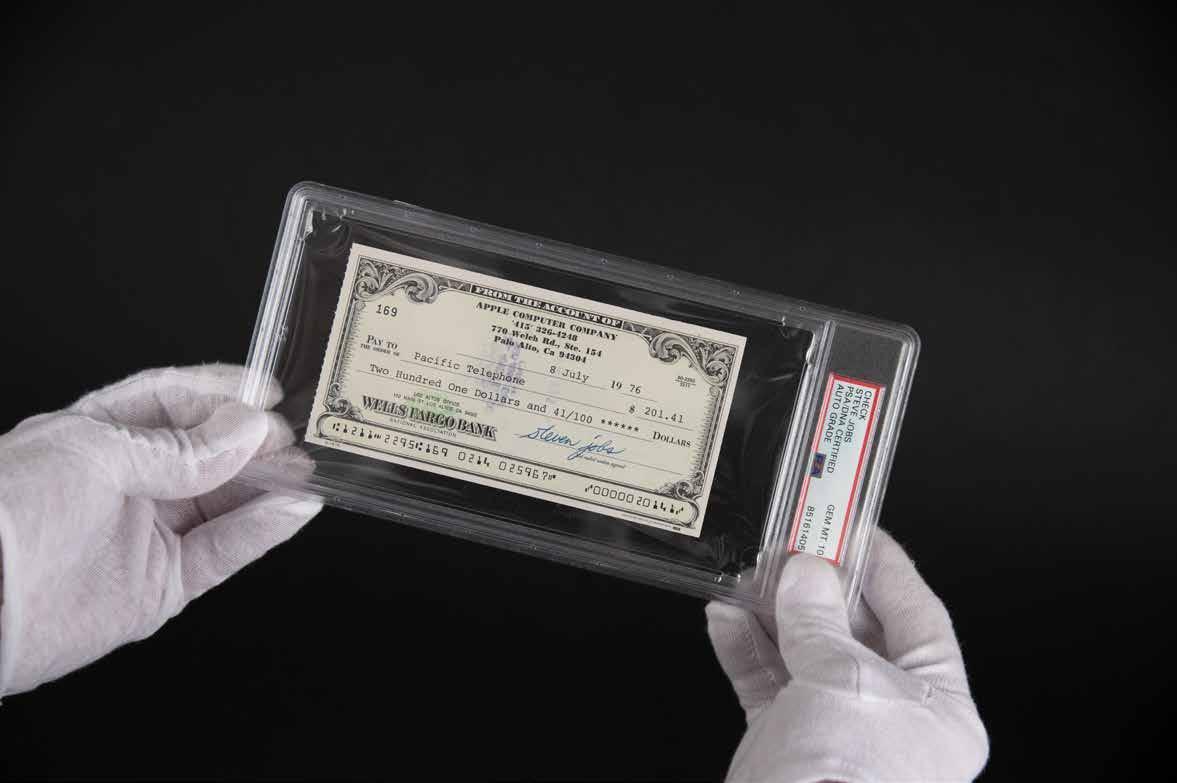 FROM THE ACCOUNT OF
APPLE COMPUTER COMPANY
'415' 326-4248
770 Welch Rd., Ste. 154
Palo Alto, Ca 94304
169
8 July 19 76
PAY TO
THE ORDER OF
Pacific Telephone
$ 201.41
Two Hundred One Dollars and 41/100 ******
DOLLARS
LOS ALTOS OFFICE
WELLS FARGO BANK
NATIONAL ASSOCIATION
steven jobs
CHECK
STEVE JOBS
PSA/DNA CERTIFIED
AUTO GRADE
GEM MT 10